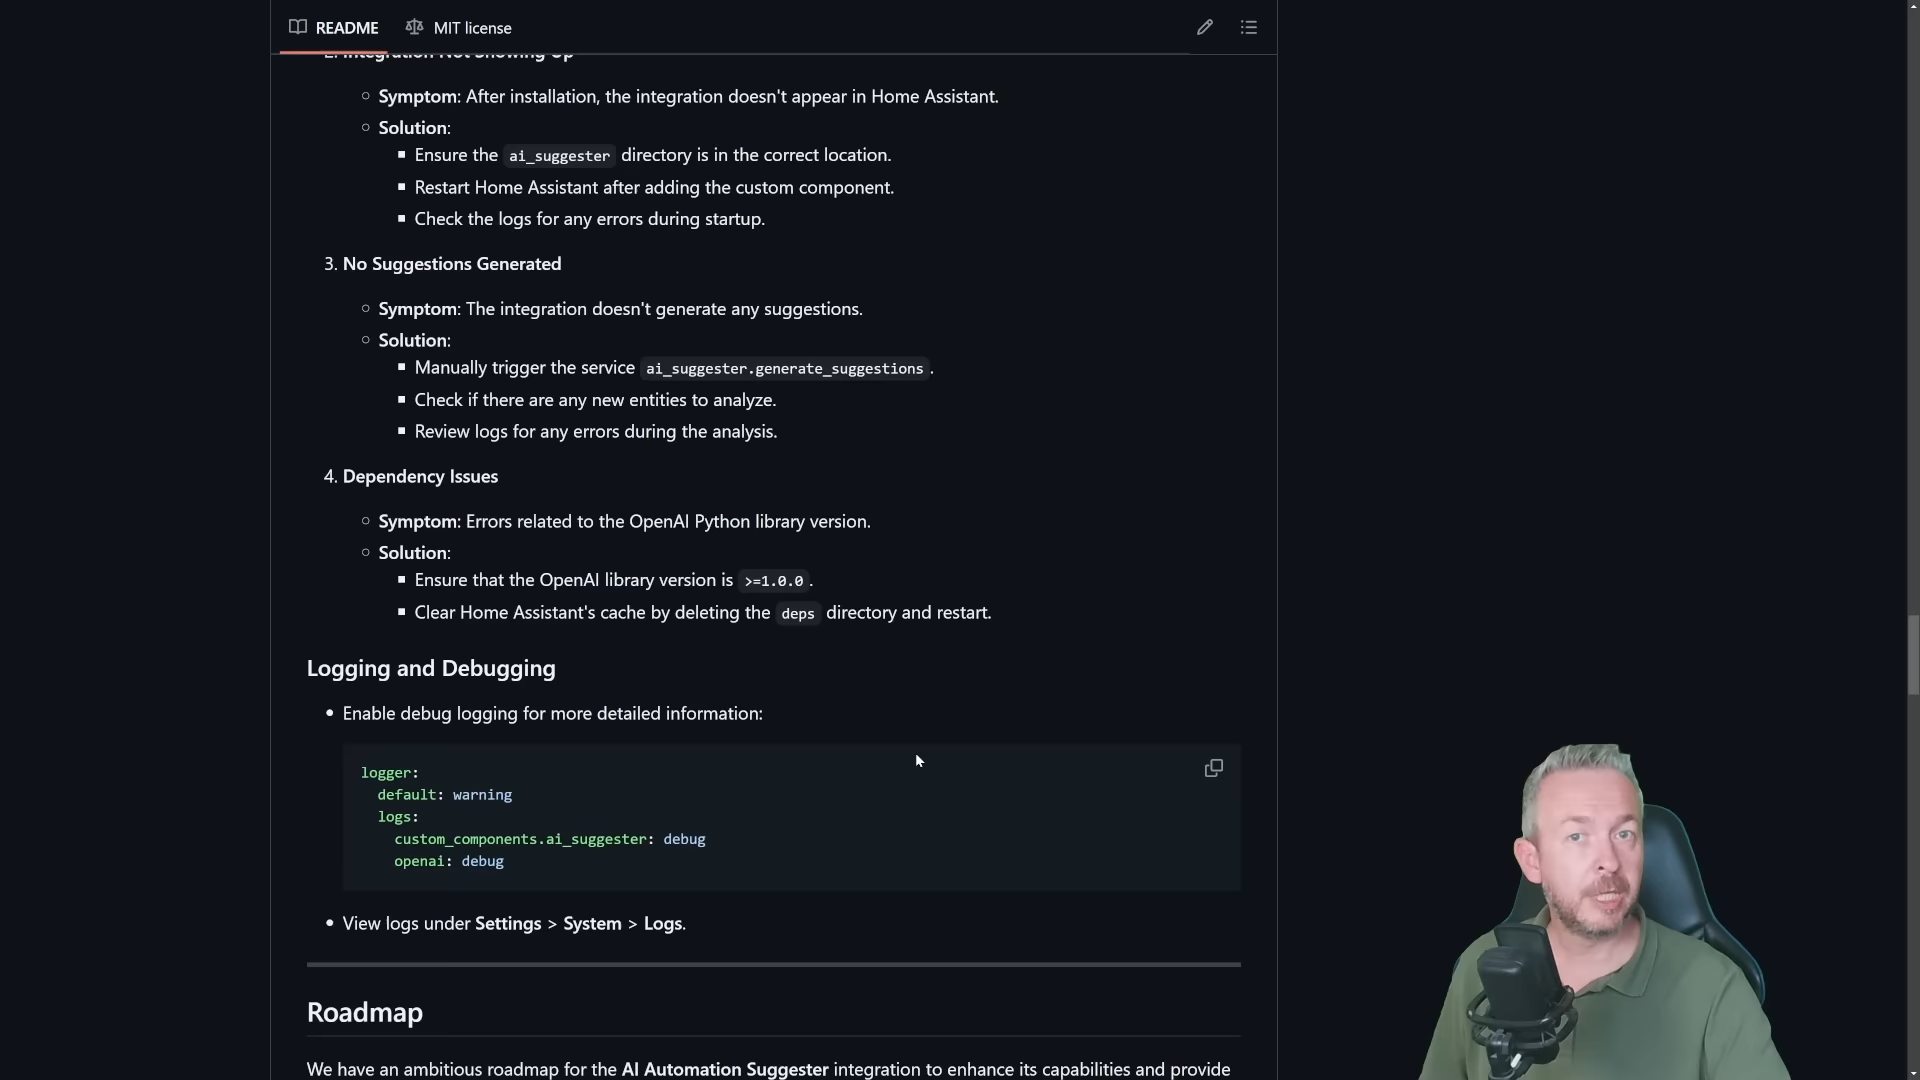 README
MIT license
2. Integration Not Showing Up
Symptom: After installation, the integration doesn't appear in Home Assistant.
Solution:
Ensure the ai_suggester directory is in the correct location.
Restart Home Assistant after adding the custom component.
Check the logs for any errors during startup.
3. No Suggestions Generated
Symptom: The integration doesn't generate any suggestions.
Solution:
Manually trigger the service ai_suggester.generate_suggestions.
Check if there are any new entities to analyze.
Review logs for any errors during the analysis.
4. Dependency Issues
Symptom: Errors related to the OpenAI Python library version.
Solution:
Ensure that the OpenAI library version is >=1.0.0.
Clear Home Assistant's cache by deleting the deps directory and restart.
Logging and Debugging
Enable debug logging for more detailed information:
logger:
default: warning
logs:
custom_components.ai_suggester: debug
openai: debug
View logs under Settings > System > Logs.
Roadmap
We have an ambitious roadmap for the AI Automation Suggester integration to enhance its capabilities and provide